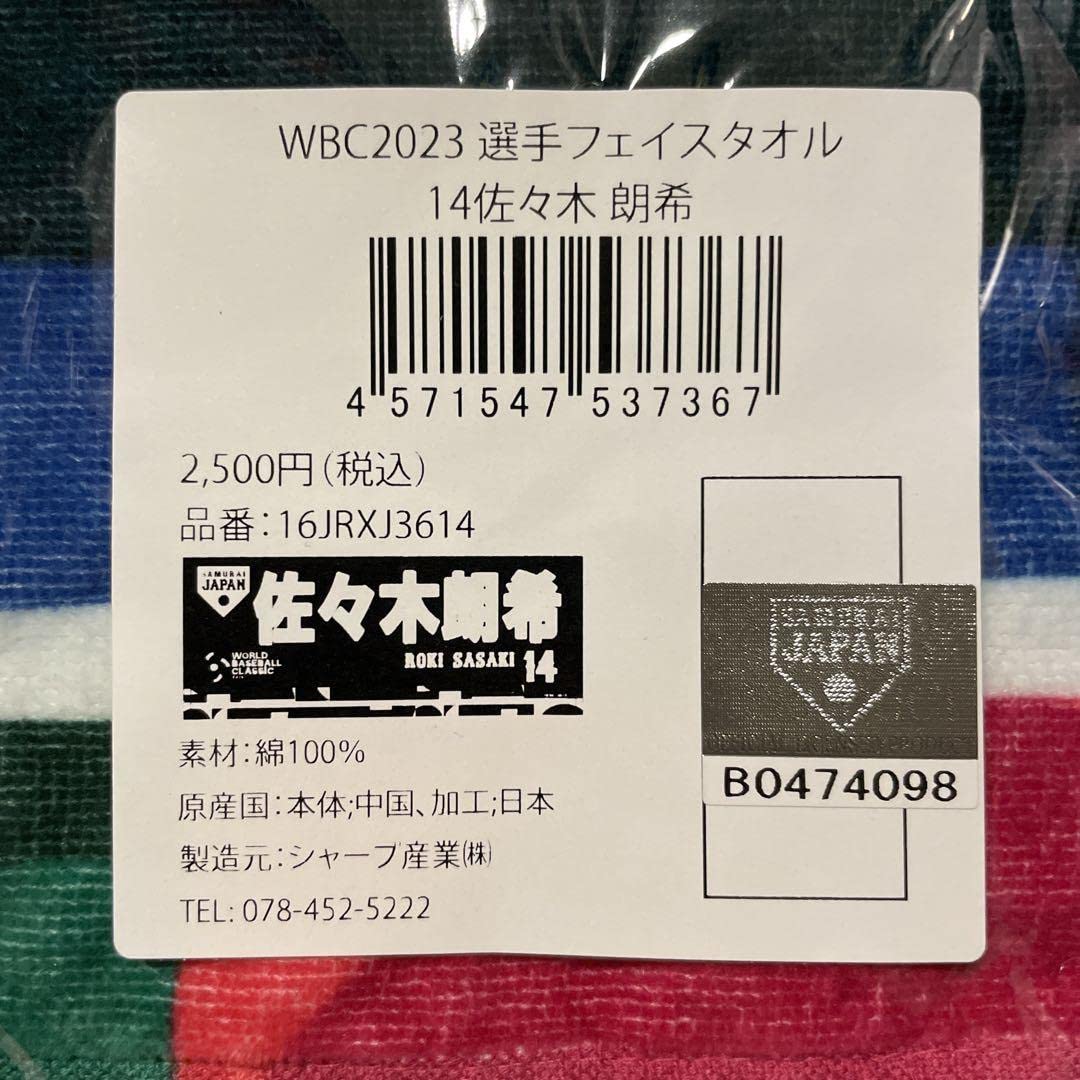 WBC2023 選手フェイスタオル
14佐々木 朗希
4 571547 537367
2,500円(税込)
品番:16JRXJ3614
SAMURAI
JAPAN
佐々木朗希
WORLD
BASEBALL
CLASSIC
ROKI SASAKI 14
SAMURAI
JAPAN
B0474098
素材:綿100%
原産国:本体;中国、加工;日本
製造元:シャープ産業㈱
TEL: 078-452-5222